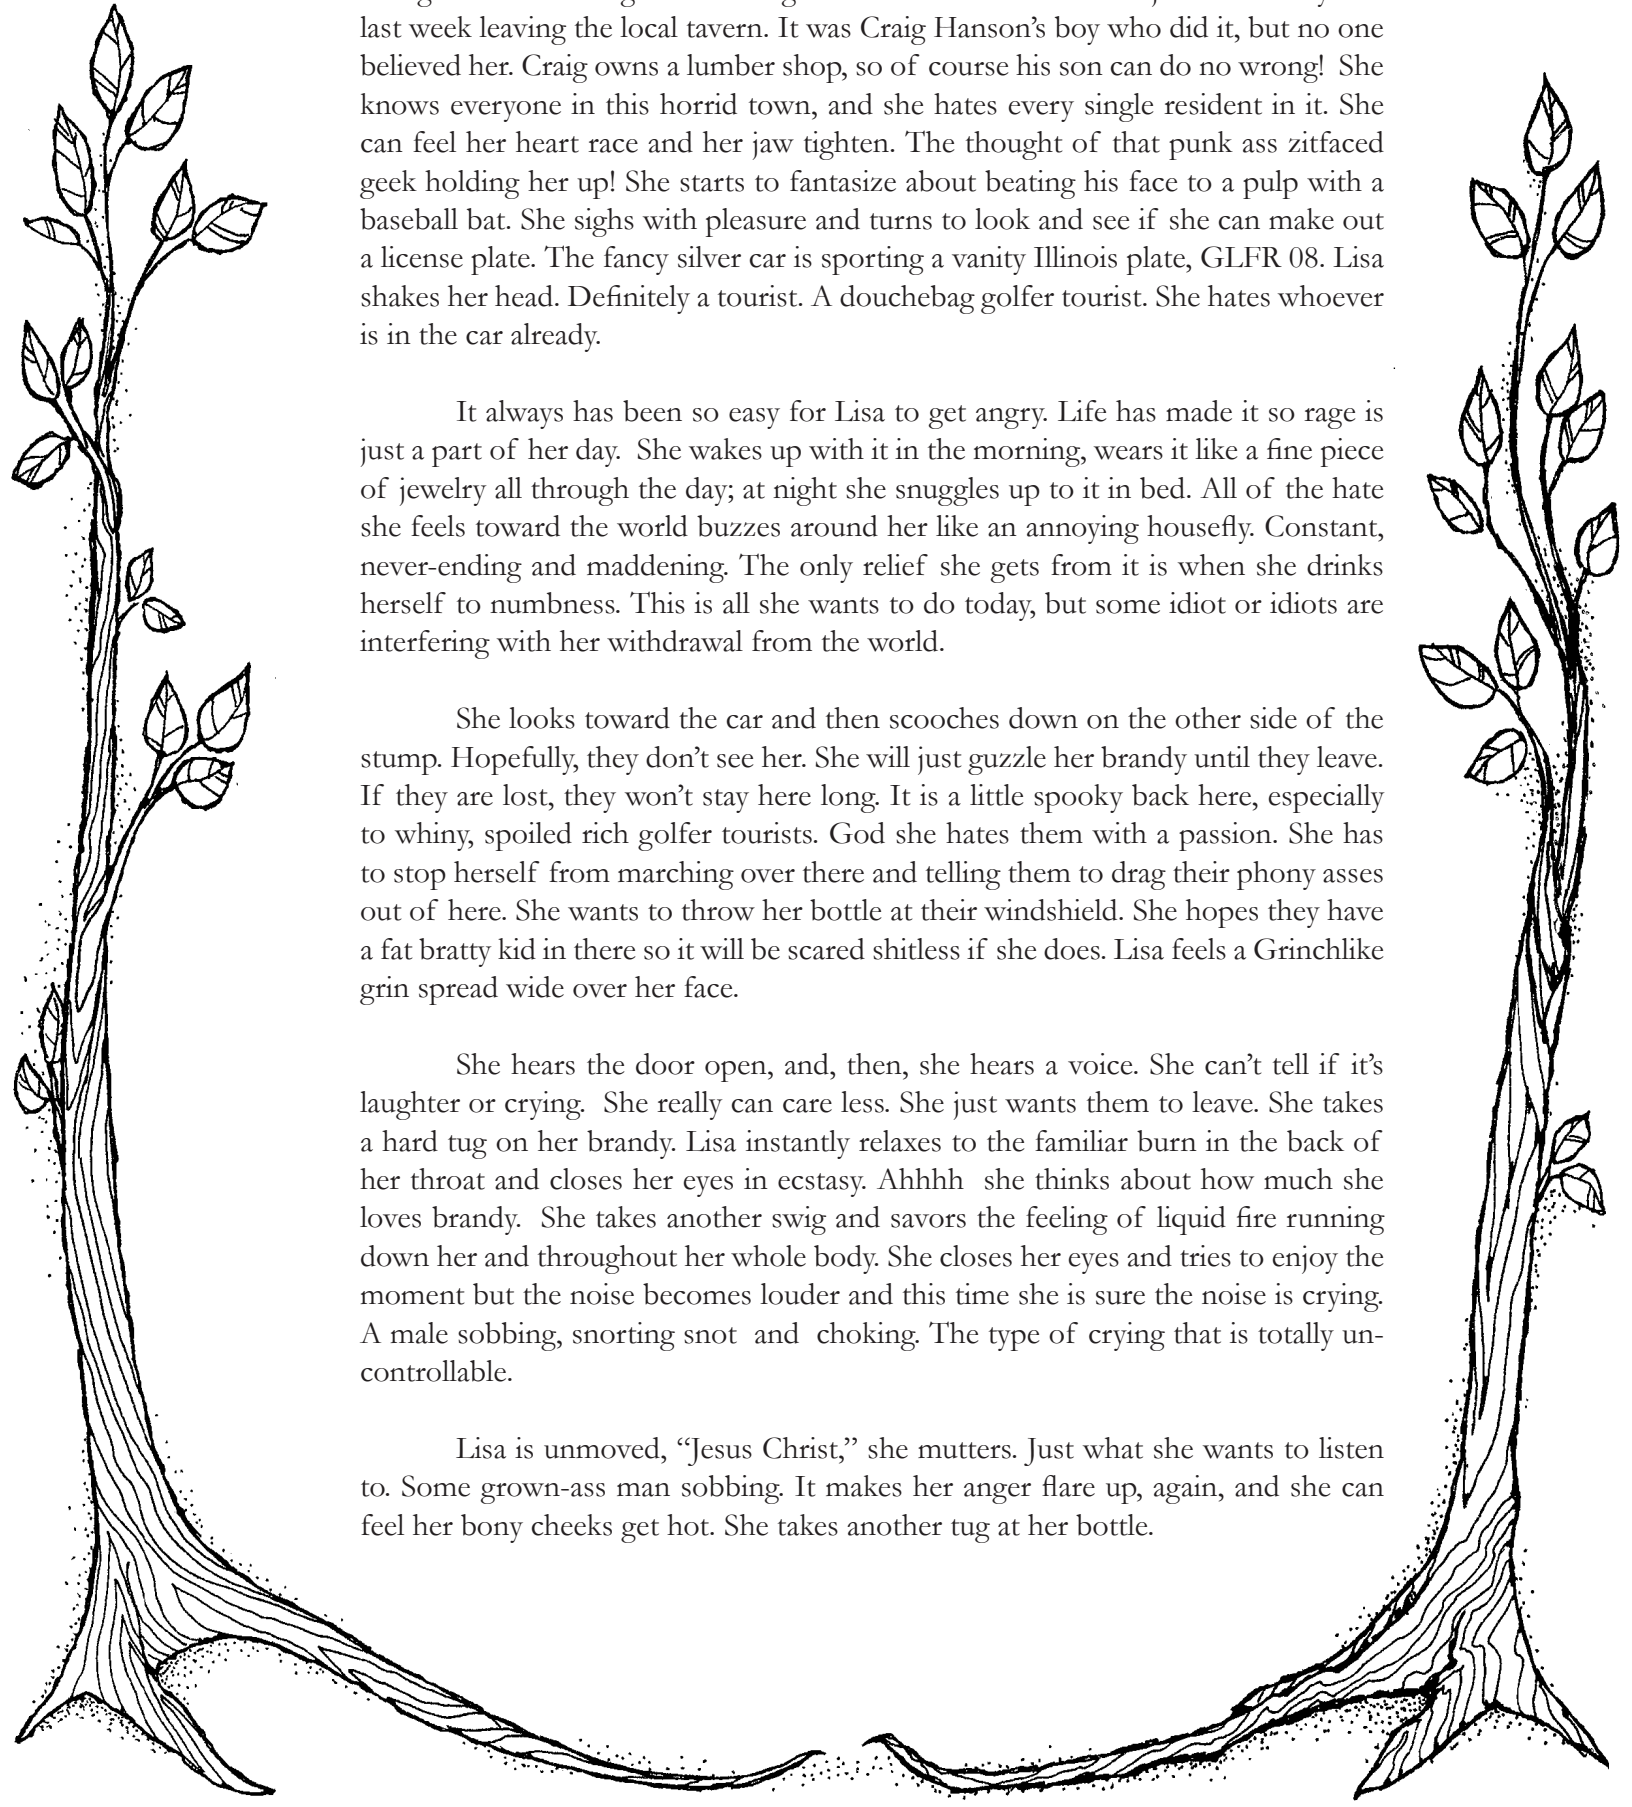 last week leaving the local tavern. It was Craig Hanson’s boy who did it, but no one
believed her. Craig owns a lumber shop, so of course his son can do no wrong!  She
knows everyone in this horrid town, and she hates every single resident in it. She
can feel her heart race and her jaw tighten. The thought of that punk ass zitfaced
geek holding her up! She starts to fantasize about beating his face to a pulp with a
baseball bat. She sighs with pleasure and turns to look and see if she can make out
a license plate. The fancy silver car is sporting a vanity Illinois plate, GLFR 08. Lisa
shakes her head. Definitely a tourist. A douchebag golfer tourist. She hates whoever
is in the car already.
It always has been so easy for Lisa to get angry. Life has made it so rage is
just a part of her day.  She wakes up with it in the morning, wears it like a fine piece
of jewelry all through the day; at night she snuggles up to it in bed. All of the hate
she feels toward the world buzzes around her like an annoying housefly. Constant,
never-ending and maddening. The only relief she gets from it is when she drinks
herself to numbness. This is all she wants to do today, but some idiot or idiots are
interfering with her withdrawal from the world.
She looks toward the car and then scooches down on the other side of the
stump. Hopefully, they don’t see her. She will just guzzle her brandy until they leave.
If they are lost, they won’t stay here long. It is a little spooky back here, especially
to whiny, spoiled rich golfer tourists. God she hates them with a passion. She has
to stop herself from marching over there and telling them to drag their phony asses
out of here. She wants to throw her bottle at their windshield. She hopes they have
a fat bratty kid in there so it will be scared shitless if she does. Lisa feels a Grinchlike
grin spread wide over her face.
She hears the door open, and, then, she hears a voice. She can’t tell if it’s
laughter or crying.  She really can care less. She just wants them to leave. She takes
a hard tug on her brandy. Lisa instantly relaxes to the familiar burn in the back of
her throat and closes her eyes in ecstasy. Ahhhh  she thinks about how much she
loves brandy.  She takes another swig and savors the feeling of liquid fire running
down her and throughout her whole body. She closes her eyes and tries to enjoy the
moment but the noise becomes louder and this time she is sure the noise is crying.
A male sobbing, snorting snot  and  choking. The type of crying that is totally un-
controllable.
Lisa is unmoved, “Jesus Christ,” she mutters. Just what she wants to listen
to. Some grown-ass man sobbing. It makes her anger flare up, again, and she can
feel her bony cheeks get hot. She takes another tug at her bottle.